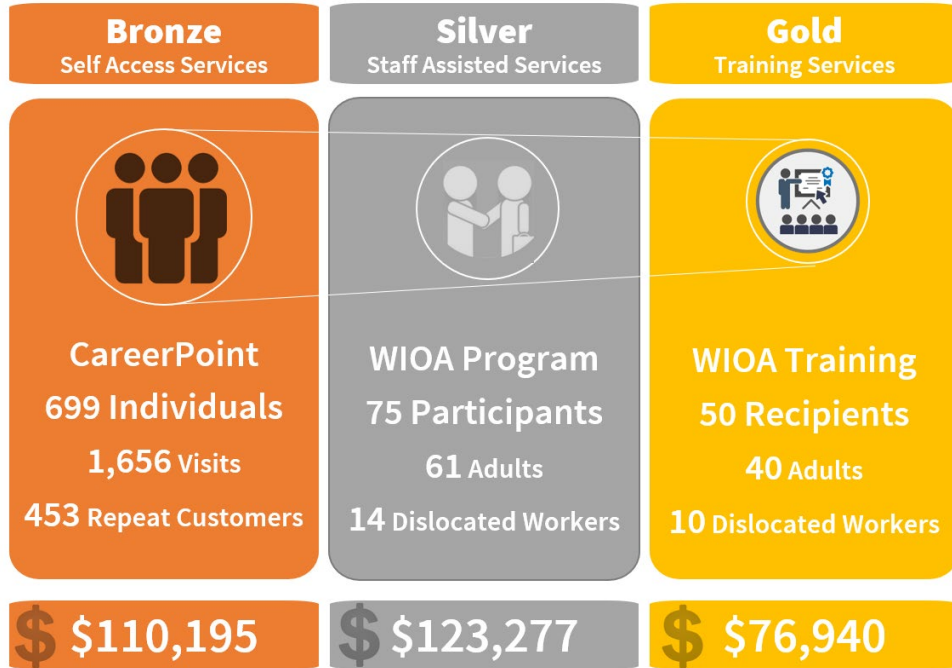 Bronze
Self Access Services
CareerPoint
699 Individuals
1,656 Visits
453 Repeat Customers
$ $110,195
Silver
Staff Assisted Services
WIOA Program
75 Participants
61 Adults
14 Dislocated Workers
$ $123,277
Gold
Training Services
WIOA Training
50 Recipients
40 Adults
10 Dislocated Workers
$ $76,940